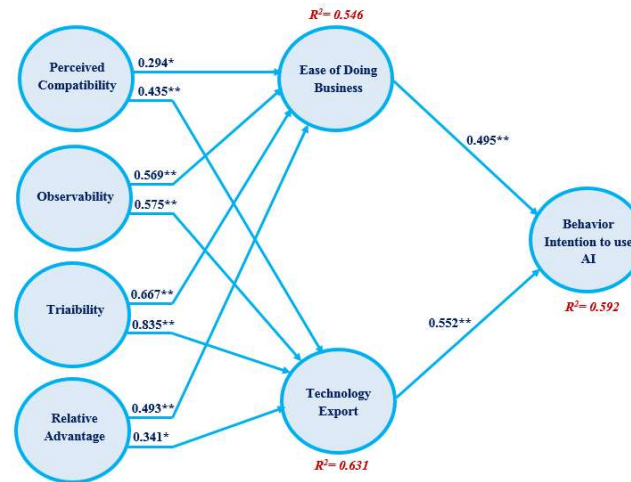 R²= 0.546
Perceived
Compatibility
0.294*
0.435**
Ease of Doing
Business
0.495**
Observability
0.569**
0.575**
Behavior
Intention to use
AI
R²= 0.592
Triaibility
0.667**
0.835**
0.552**
Relative
Advantage
0.493**
0.341*
Technology
Export
R²= 0.631